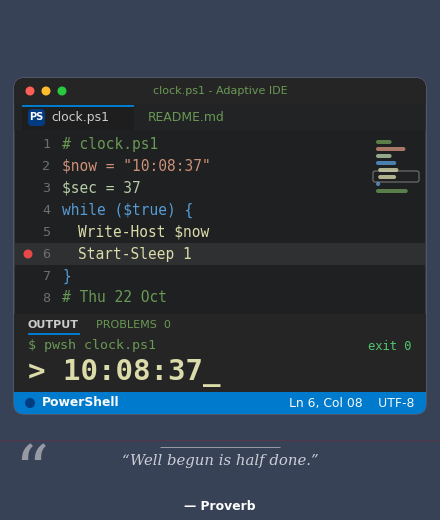 clock.ps1 - Adaptive IDE
PS clock.ps1 README.md
1 # clock.ps1
2 $now = "10:08:37"
3 $sec = 37
4 while ($true) {
5 Write-Host $now
6 Start-Sleep 1
7 }
8 # Thu 22 Oct
OUTPUT PROBLEMS 0
$ pwsh clock.ps1 exit 0
> 10:08:37_
PowerShell Ln 6, Col 08 UTF-8
“
“Well begun is half done.”
— Proverb